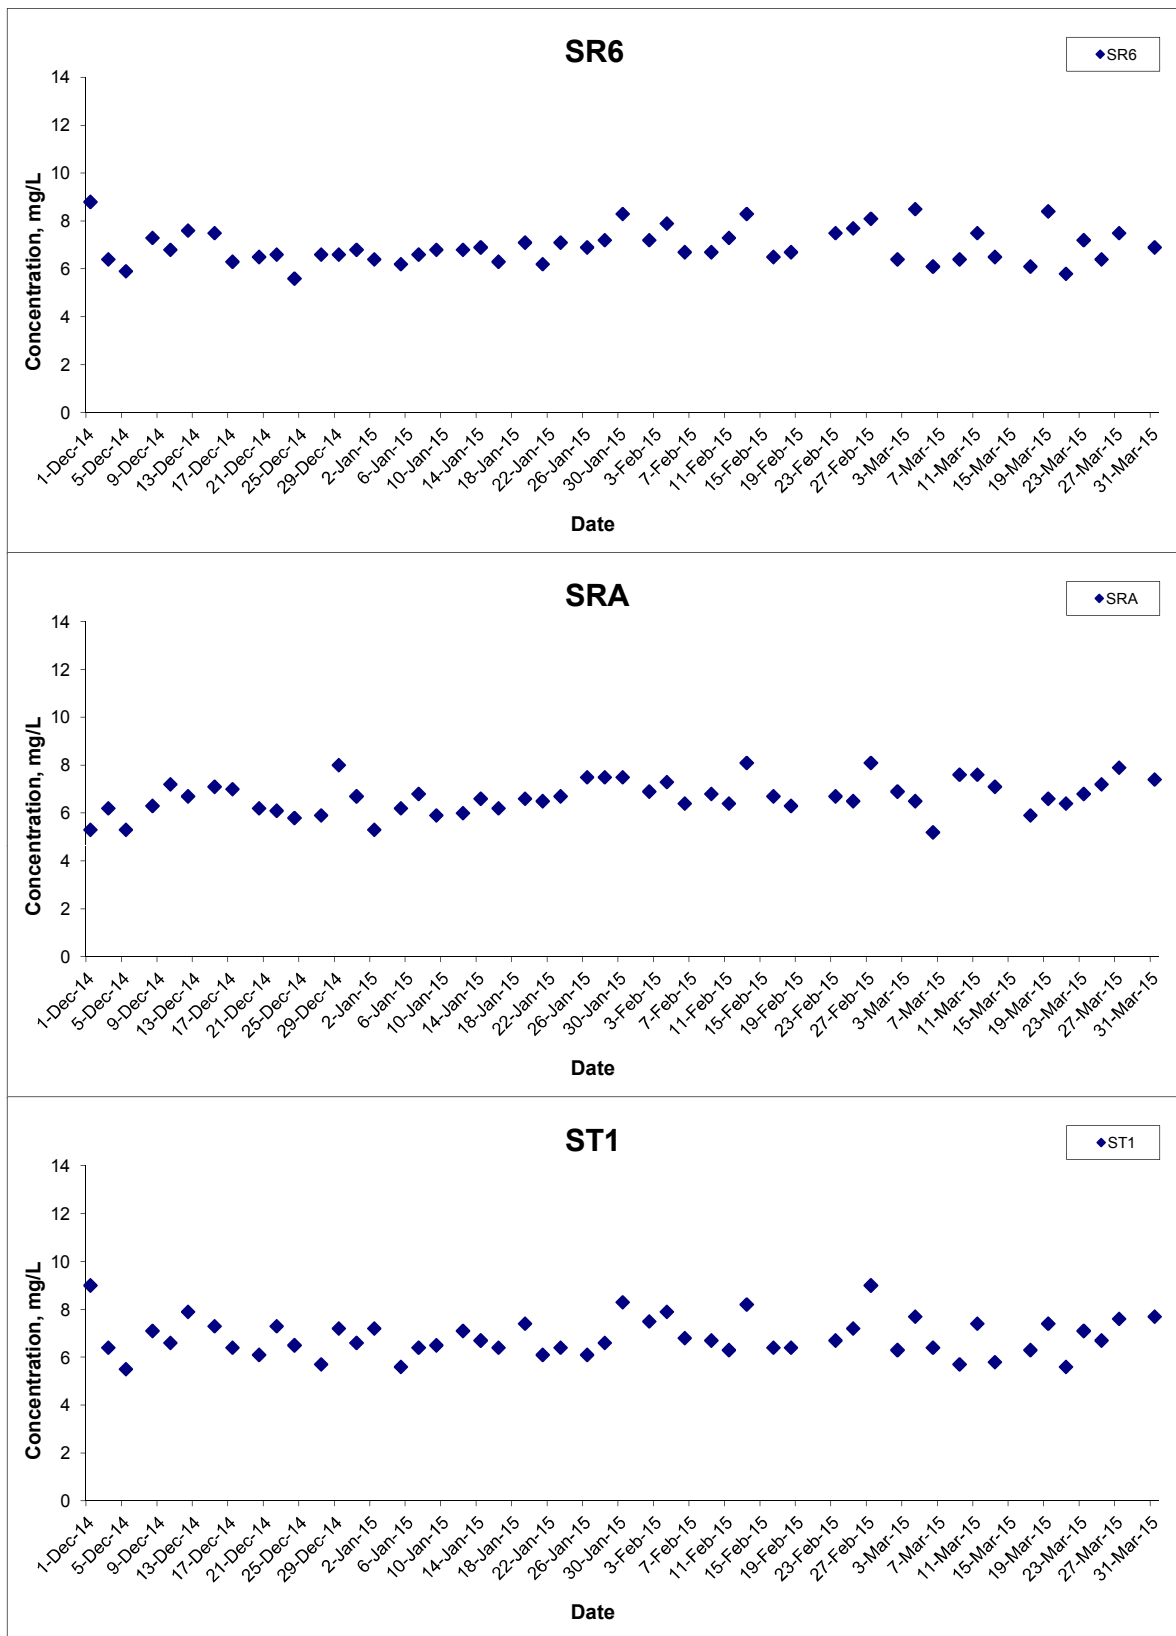 SR6
SR6
14
12
10
8
6
4
2
0
Concentration, mg/L
1-Dec-14
5-Dec-14
9-Dec-14
13-Dec-14
17-Dec-14
21-Dec-14
25-Dec-14
29-Dec-14
2-Jan-15
6-Jan-15
10-Jan-15
14-Jan-15
18-Jan-15
22-Jan-15
26-Jan-15
30-Jan-15
3-Feb-15
7-Feb-15
11-Feb-15
15-Feb-15
19-Feb-15
23-Feb-15
27-Feb-15
3-Mar-15
7-Mar-15
11-Mar-15
15-Mar-15
19-Mar-15
23-Mar-15
27-Mar-15
31-Mar-15
Date
SRA
SRA
14
12
10
8
6
4
2
0
Concentration, mg/L
1-Dec-14
5-Dec-14
9-Dec-14
13-Dec-14
17-Dec-14
21-Dec-14
25-Dec-14
29-Dec-14
2-Jan-15
6-Jan-15
10-Jan-15
14-Jan-15
18-Jan-15
22-Jan-15
26-Jan-15
30-Jan-15
3-Feb-15
7-Feb-15
11-Feb-15
15-Feb-15
19-Feb-15
23-Feb-15
27-Feb-15
3-Mar-15
7-Mar-15
11-Mar-15
15-Mar-15
19-Mar-15
23-Mar-15
27-Mar-15
31-Mar-15
Date
ST1
ST1
14
12
10
8
6
4
2
0
Concentration, mg/L
1-Dec-14
5-Dec-14
9-Dec-14
13-Dec-14
17-Dec-14
21-Dec-14
25-Dec-14
29-Dec-14
2-Jan-15
6-Jan-15
10-Jan-15
14-Jan-15
18-Jan-15
22-Jan-15
26-Jan-15
30-Jan-15
3-Feb-15
7-Feb-15
11-Feb-15
15-Feb-15
19-Feb-15
23-Feb-15
27-Feb-15
3-Mar-15
7-Mar-15
11-Mar-15
15-Mar-15
19-Mar-15
23-Mar-15
27-Mar-15
31-Mar-15
Date